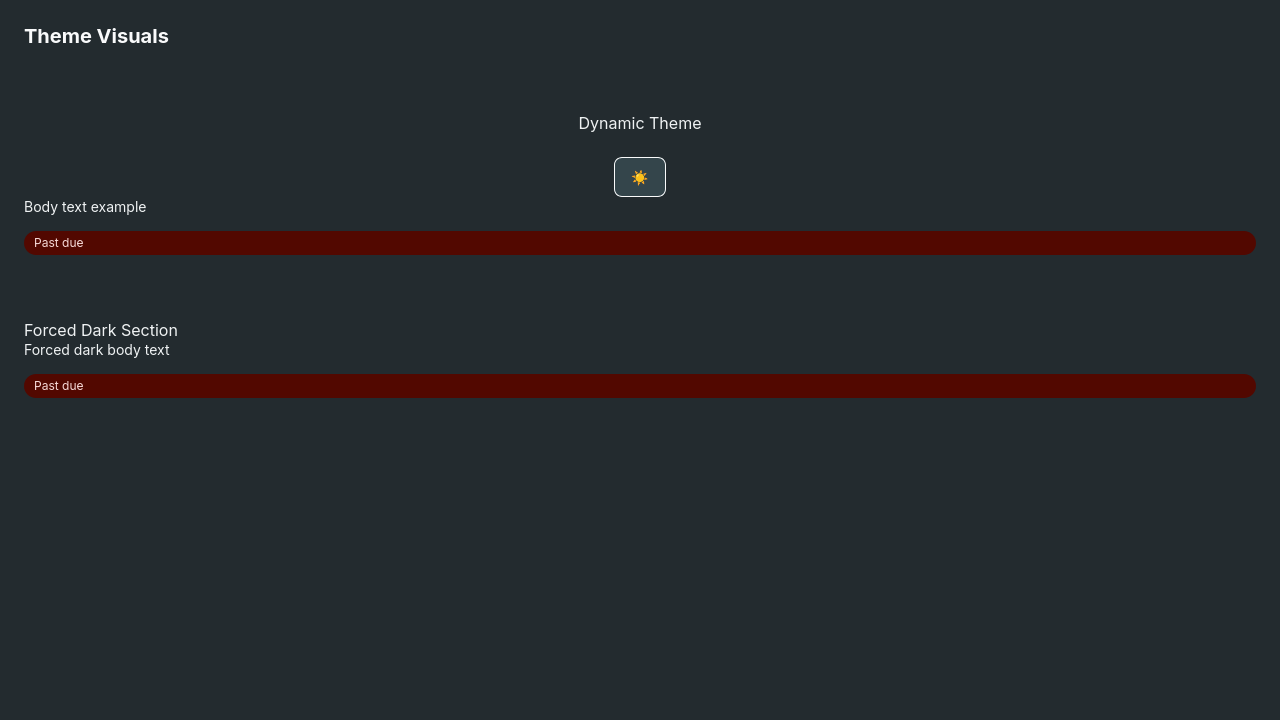 Theme Visuals
Dynamic Theme
Body text example
Past due
Forced Dark Section
Forced dark body text
Past due